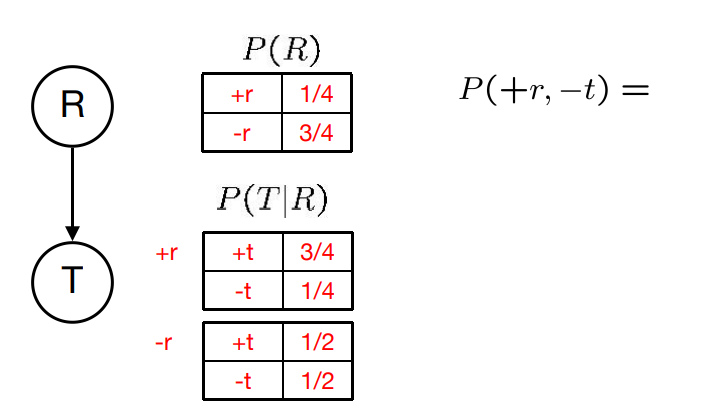 R
T
P(R)
+r 1/4
-r 3/4
P(T|R)
+r +t 3/4
-t 1/4
-r +t 1/2
-t 1/2
P(+r, −t) =